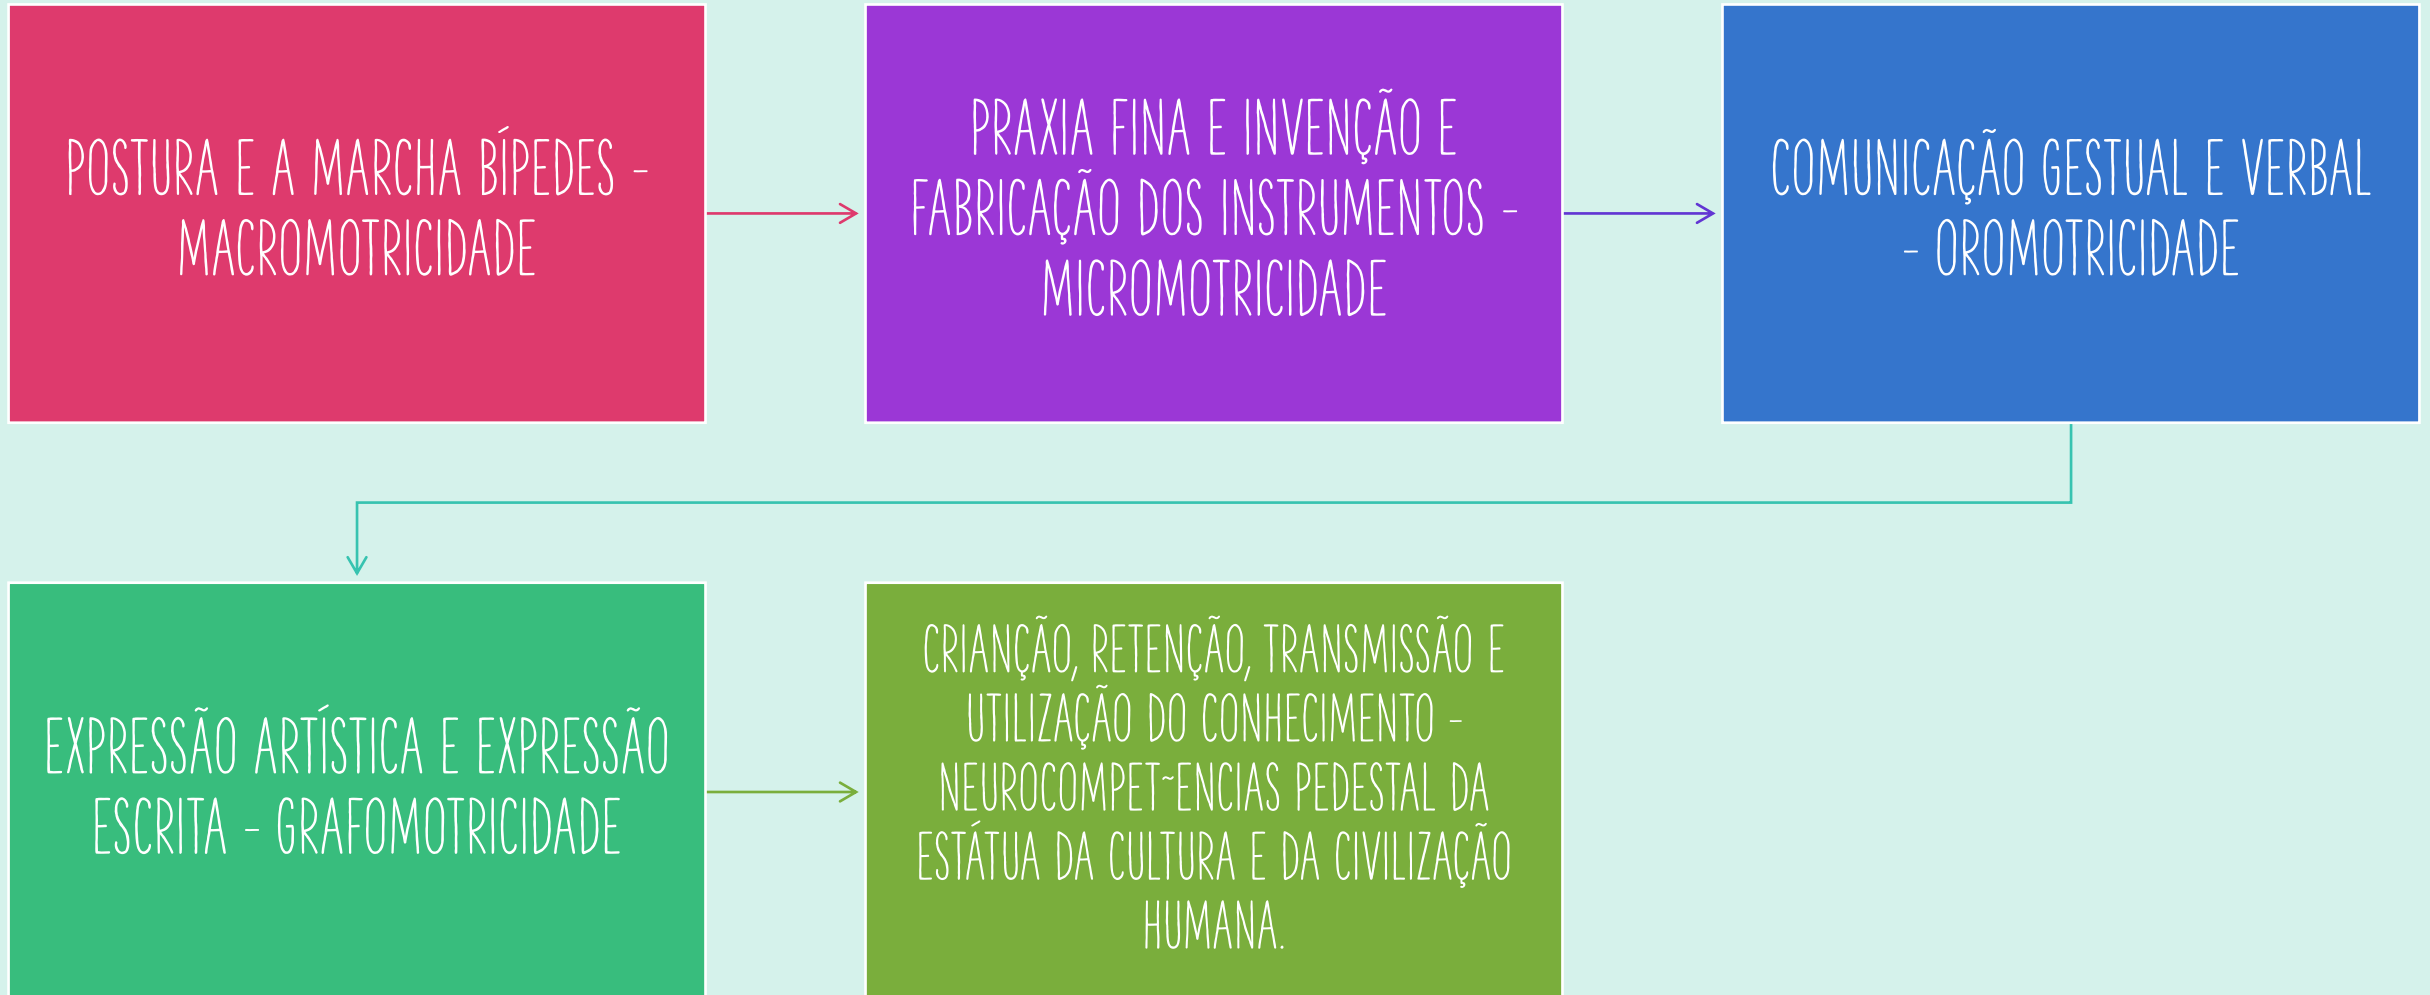 POSTURA E A MARCHA BÍPEDES -
MACROMOTRICIDADE
PRAXIA FINA E INVENÇÃO E
FABRICAÇÃO DOS INSTRUMENTOS -
MICROMOTRICIDADE
COMUNICAÇÃO GESTUAL E VERBAL
- OROMOTRICIDADE
EXPRESSÃO ARTÍSTICA E EXPRESSÃO
ESCRITA - GRAFOMOTRICIDADE
CRIANÇÃO, RETENÇÃO, TRANSMISSÃO E
UTILIZAÇÃO DO CONHECIMENTO -
NEUROCOMPET~ENCIAS PEDESTAL DA
ESTÁTUA DA CULTURA E DA CIVILIZAÇÃO
HUMANA.